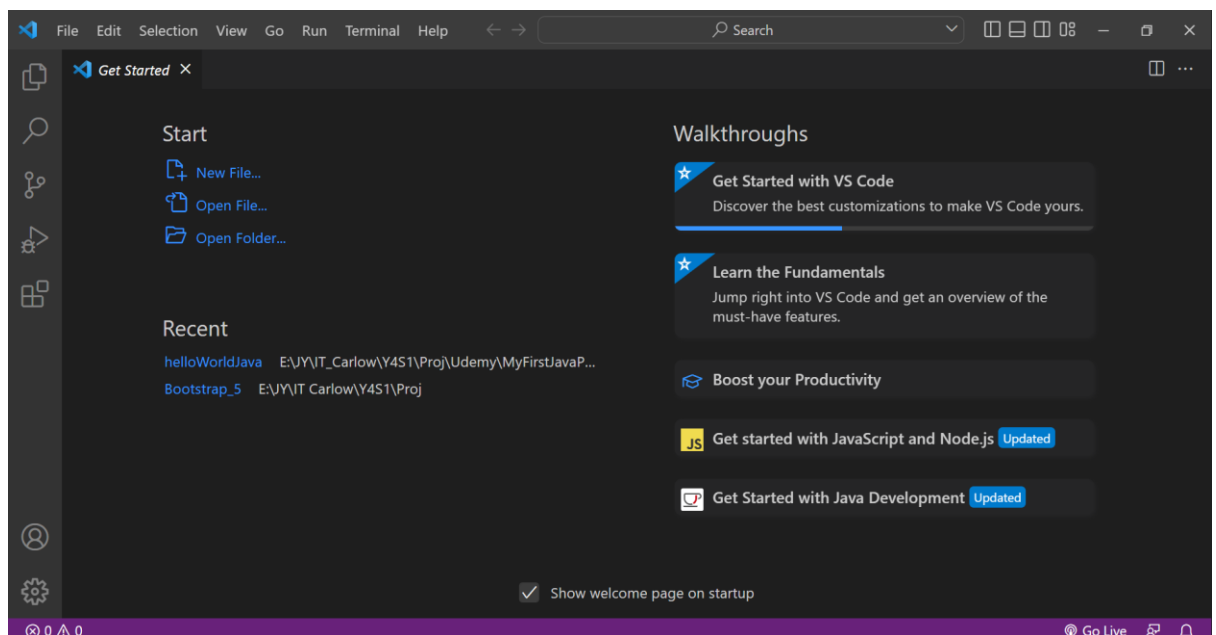 File Edit Selection View Go Run Terminal Help Search
Get Started
Start
New File...
Open File...
Open Folder...
Recent
helloWorldJava E:\JY\IT_Carlow\Y4S1\Proj\Udemy\MyFirstJavaP...
Bootstrap_5 E:\JY\IT Carlow\Y4S1\Proj
Walkthroughs
Get Started with VS Code
Discover the best customizations to make VS Code yours.
Learn the Fundamentals
Jump right into VS Code and get an overview of the
must-have features.
Boost your Productivity
JS Get started with JavaScript and Node.js Updated
Get Started with Java Development Updated
Show welcome page on startup
0 0 Go Live